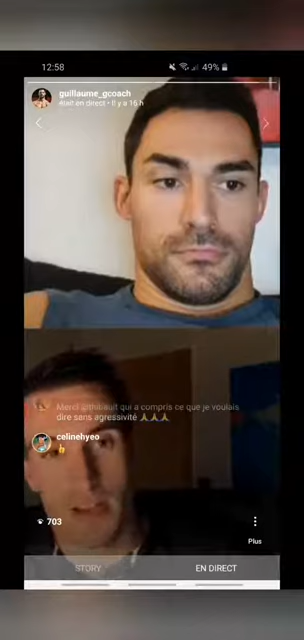 12:58
49%
guillaume_gcoach
était en direct • Il y a 16 h
Merci @thibault qui a compris ce que je voulais
dire sans agressivité 🙏🙏🙏
celinehyeo
👆
703
Plus
STORY
EN DIRECT